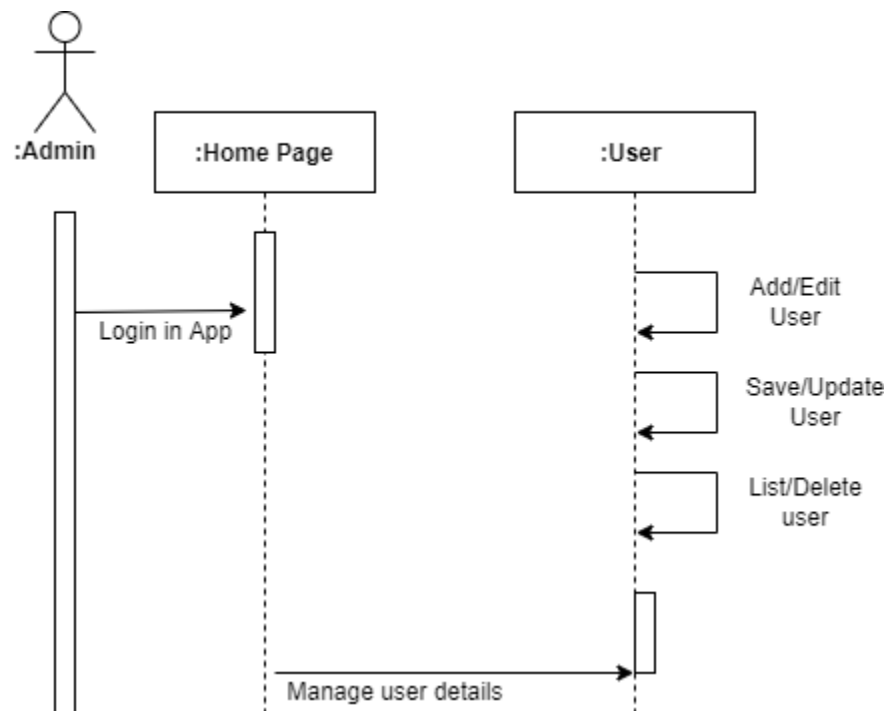 :Admin
:Home Page
:User
Login in App
Add/Edit
User
Save/Update
User
List/Delete
user
Manage user details